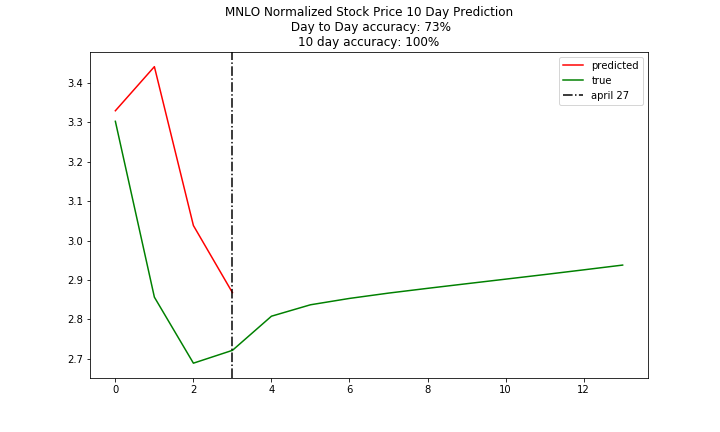 MNLO Normalized Stock Price 10 Day Prediction
Day to Day accuracy: 73%
10 day accuracy: 100%
predicted
true
april 27
3.4
3.3
3.2
3.1
3.0
2.9
2.8
2.7
0 2 4 6 8 10 12